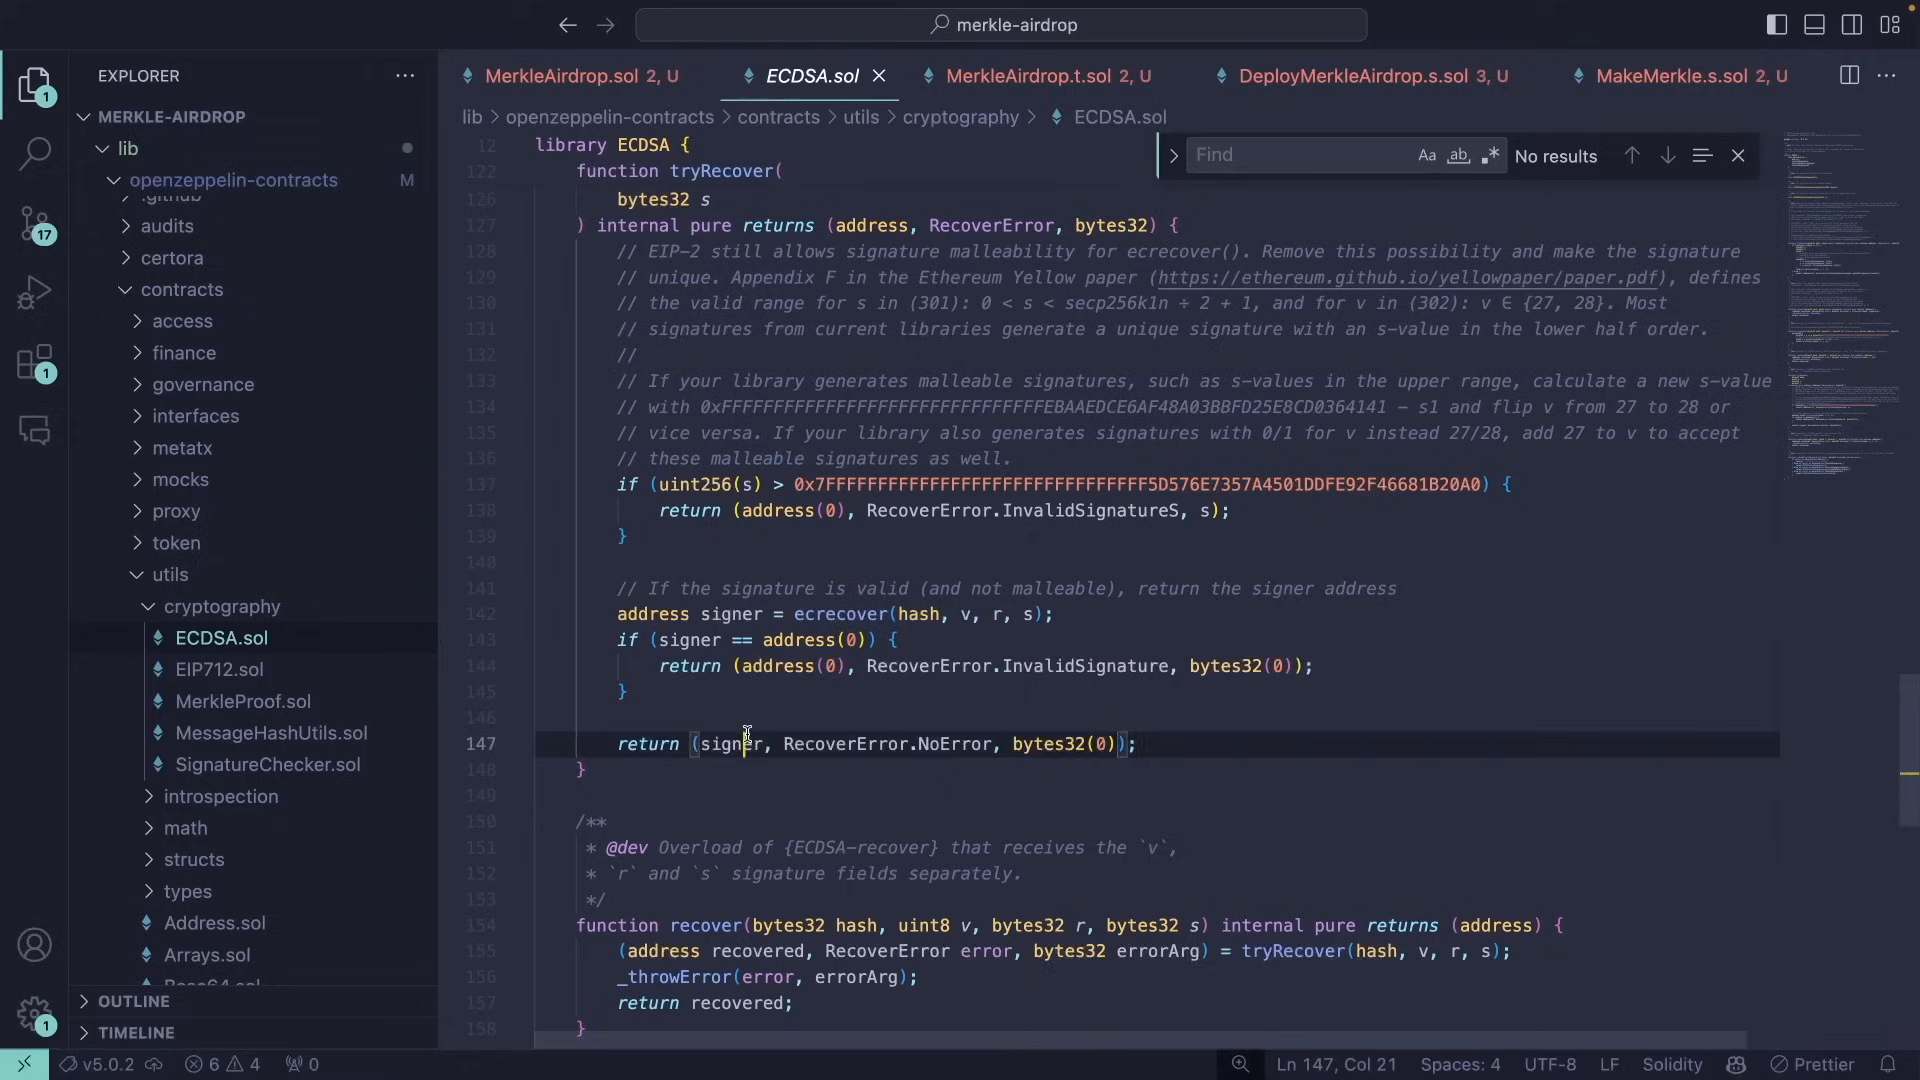 merkle-airdrop
EXPLORER
MERKLE-AIRDROP
lib
openzeppelin-contracts M
.github
audits
certora
contracts
access
finance
governance
interfaces
metatx
mocks
proxy
token
utils
cryptography
ECDSA.sol
EIP712.sol
MerkleProof.sol
MessageHashUtils.sol
SignatureChecker.sol
introspection
math
structs
types
Address.sol
Arrays.sol
Base64.sol
OUTLINE
TIMELINE
1
17
1
1
MerkleAirdrop.sol 2, U
ECDSA.sol
MerkleAirdrop.t.sol 2, U
DeployMerkleAirdrop.s.sol 3, U
MakeMerkle.s.sol 2, U
lib > openzeppelin-contracts > contracts > utils > cryptography > ECDSA.sol
Find Aa ab .* No results
12 library ECDSA {
122 function tryRecover(
126 bytes32 s
127 ) internal pure returns (address, RecoverError, bytes32) {
128 // EIP-2 still allows signature malleability for ecrecover(). Remove this possibility and make the signature
129 // unique. Appendix F in the Ethereum Yellow paper (https://ethereum.github.io/yellowpaper/paper.pdf), defines
130 // the valid range for s in (301): 0 < s < secp256k1n ÷ 2 + 1, and for v in (302): v ∈ {27, 28}. Most
131 // signatures from current libraries generate a unique signature with an s-value in the lower half order.
132 //
133 // If your library generates malleable signatures, such as s-values in the upper range, calculate a new s-value
134 // with 0xFFFFFFFFFFFFFFFFFFFFFFFFFFFFFFFEBAAEDCE6AF48A03BBFD25E8CD0364141 - s1 and flip v from 27 to 28 or
135 // vice versa. If your library also generates signatures with 0/1 for v instead 27/28, add 27 to v to accept
136 // these malleable signatures as well.
137 if (uint256(s) > 0x7FFFFFFFFFFFFFFFFFFFFFFFFFFFFFFF5D576E7357A4501DDFE92F46681B20A0) {
138 return (address(0), RecoverError.InvalidSignatureS, s);
139 }
140
141 // If the signature is valid (and not malleable), return the signer address
142 address signer = ecrecover(hash, v, r, s);
143 if (signer == address(0)) {
144 return (address(0), RecoverError.InvalidSignature, bytes32(0));
145 }
146
147 return (signer, RecoverError.NoError, bytes32(0));
148 }
149
150 /**
151 * @dev Overload of {ECDSA-recover} that receives the `v`,
152 * `r` and `s` signature fields separately.
153 */
154 function recover(bytes32 hash, uint8 v, bytes32 r, bytes32 s) internal pure returns (address) {
155 (address recovered, RecoverError error, bytes32 errorArg) = tryRecover(hash, v, r, s);
156 _throwError(error, errorArg);
157 return recovered;
158 }
v5.0.2 6 4 0 Ln 147, Col 21 Spaces: 4 UTF-8 LF Solidity Prettier